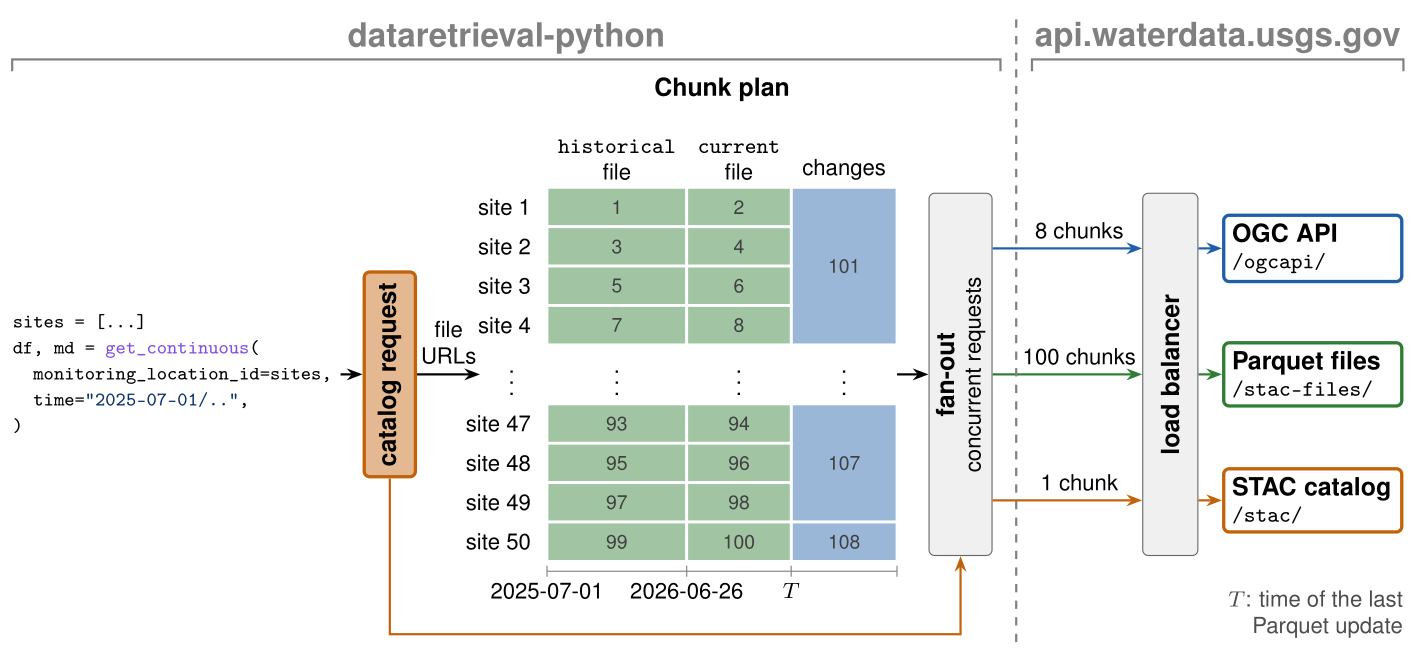 dataretrieval-python
api.waterdata.usgs.gov
Chunk plan
historical file
current file
changes
site 1
1
2
site 2
3
4
101
site 3
5
6
site 4
7
8
⋮ ⋮ ⋮ ⋮
site 47
93
94
site 48
95
96
107
site 49
97
98
site 50
99
100
108
2025-07-01
2026-06-26
T
sites = [...]
df, md = get_continuous(
monitoring_location_id=sites,
time="2025-07-01/..",
)
catalog request
file
URLs
fan-out
concurrent requests
8 chunks
100 chunks
1 chunk
load balancer
OGC API
/ogcapi/
Parquet files
/stac-files/
STAC catalog
/stac/
T: time of the last
Parquet update